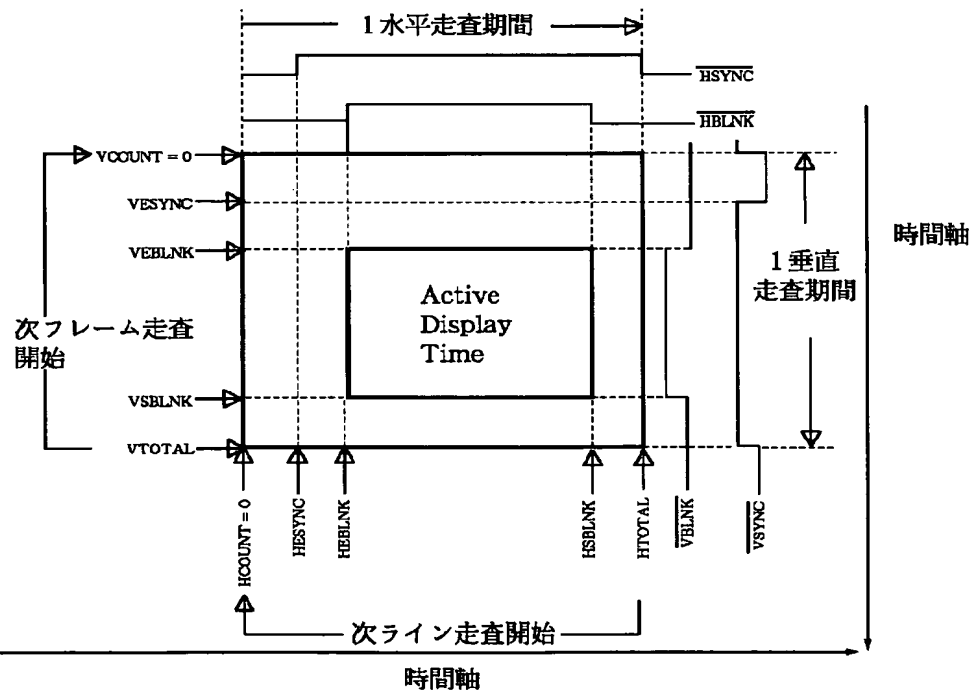 1水平走査期間
HSYNC
HBLNK
VCOUNT = 0
VESYNC
VEBLNK
時間軸
1垂直
走査期間
Active
Display
Time
次フレーム走査
開始
VSBLNK
VTOTAL
HCOUNT = 0
HESYNC
HEBLNK
HSBLNK
HTOTAL
VBLNK
VSYNC
次ライン走査開始
時間軸